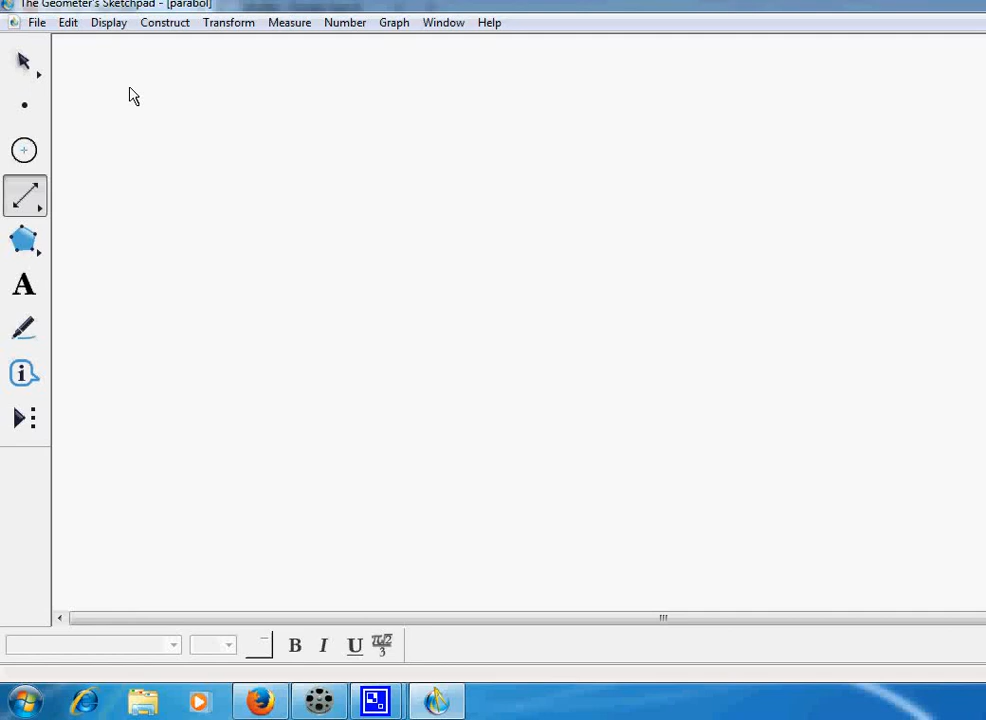 The Geometer's Sketchpad - [parabol]
File Edit Display Construct Transform Measure Number Graph Window Help
A
i
B I U